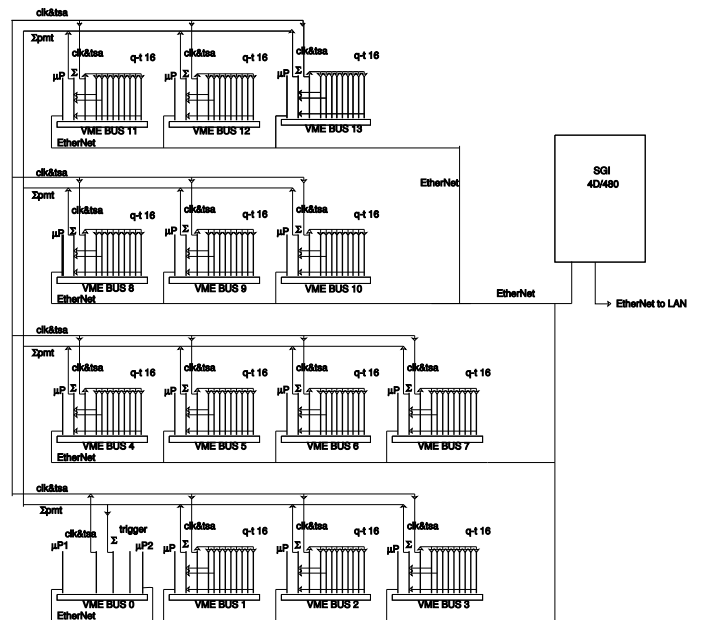 clk&tsa
Σpmt
clk&tsa q-t 16 clk&tsa q-t 16 clk&tsa q-t 16
μP Σ μP Σ μP Σ
VME BUS 11 VME BUS 12 VME BUS 13
EtherNet
SGI
4D/480
clk&tsa
EtherNet
Σpmt
clk&tsa q-t 16 clk&tsa q-t 16 clk&tsa q-t 16
μP Σ μP Σ μP Σ
VME BUS 8 VME BUS 9 VME BUS 10
EtherNet
EtherNet
EtherNet to LAN
clk&tsa
Σpmt
clk&tsa q-t 16 clk&tsa q-t 16 clk&tsa q-t 16 clk&tsa q-t 16
μP Σ μP Σ μP Σ μP Σ
VME BUS 4 VME BUS 5 VME BUS 6 VME BUS 7
EtherNet
clk&tsa
Σpmt
clk&tsa trigger clk&tsa q-t 16 clk&tsa q-t 16 clk&tsa q-t 16
μP1 Σ μP2 μP Σ μP Σ μP Σ
VME BUS 0 VME BUS 1 VME BUS 2 VME BUS 3
EtherNet